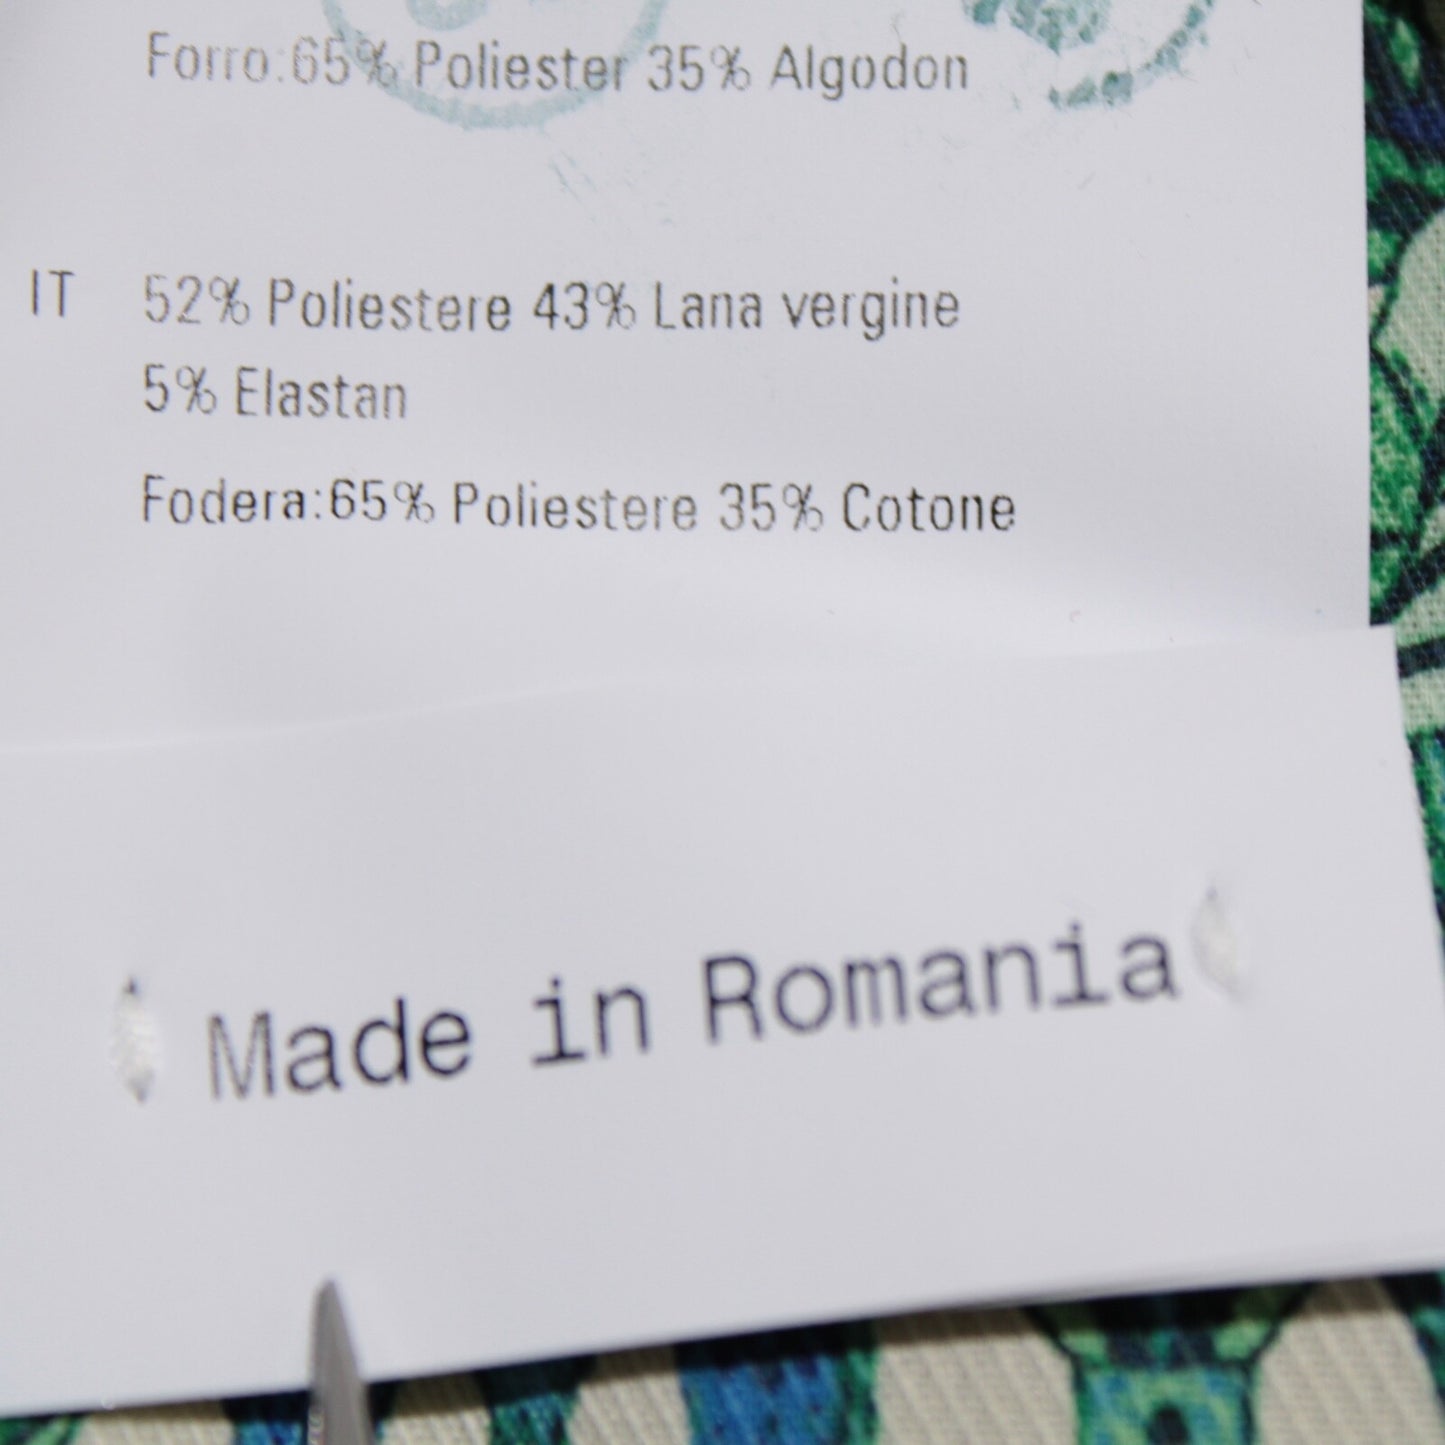 Forro:65% Poliester 35% Algodon
IT 52% Poliestere 43% Lana vergine
5% Elastan
Fodera:65% Poliestere 35% Cotone
Made in Romania